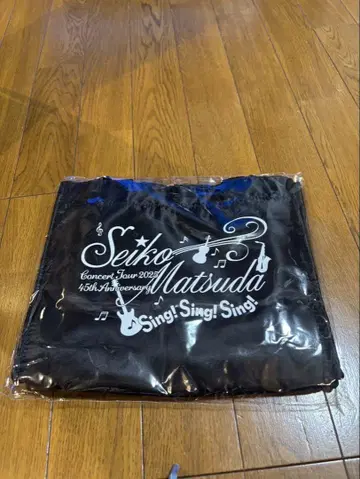 Seiko
Matsuda
Concert Tour 2025
45th Anniversary
Sing! Sing! Sing!